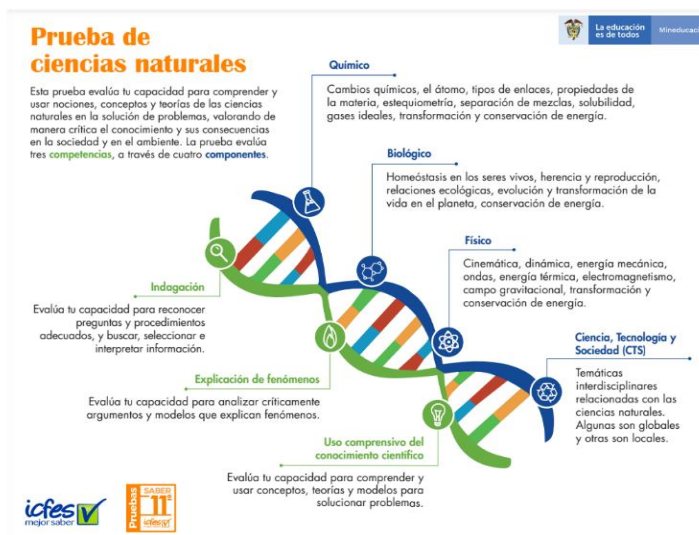 Prueba de
ciencias naturales
Esta prueba evalúa tu capacidad para comprender y
usar nociones, conceptos y teorías de las ciencias
naturales en la solución de problemas, valorando de
manera crítica el conocimiento y sus consecuencias
en la sociedad y en el ambiente. La prueba evalúa
tres competencias, a través de cuatro componentes.
La educación
es de todos
Mineducaci
Químico
Cambios químicos, el átomo, tipos de enlaces, propiedades de
la materia, estequiometría, separación de mezclas, solubilidad,
gases ideales, transformación y conservación de energía.
Biológico
Homeóstasis en los seres vivos, herencia y reproducción,
relaciones ecológicas, evolución y transformación de la
vida en el planeta, conservación de energía.
Físico
Cinemática, dinámica, energía mecánica,
ondas, energía térmica, electromagnetismo,
campo gravitacional, transformación y
conservación de energía.
Ciencia, Tecnología y
Sociedad (CTS)
Temáticas
interdisciplinares
relacionadas con las
ciencias naturales.
Algunas son globales
y otras son locales.
Indagación
Evalúa tu capacidad para reconocer
preguntas y procedimientos
adecuados, y buscar, seleccionar e
interpretar información.
Explicación de fenómenos
Evalúa tu capacidad para analizar críticamente
argumentos y modelos que explican fenómenos.
Uso comprensivo del
conocimiento científico
Evalúa tu capacidad para comprender y
usar conceptos, teorías y modelos para
solucionar problemas.
icfes
mejor saber
Pruebas
SABER
11°
icfes